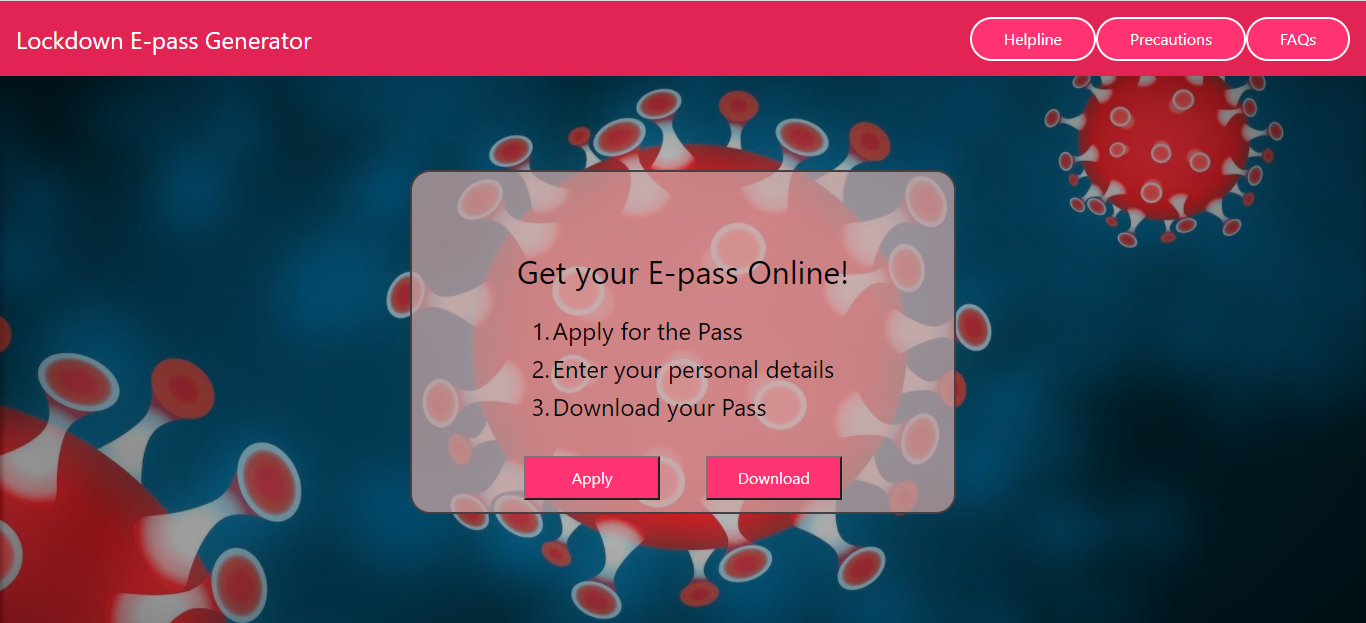 Lockdown E-pass Generator
Helpline
Precautions
FAQs
Get your E-pass Online!
1. Apply for the Pass
2. Enter your personal details
3. Download your Pass
Apply
Download